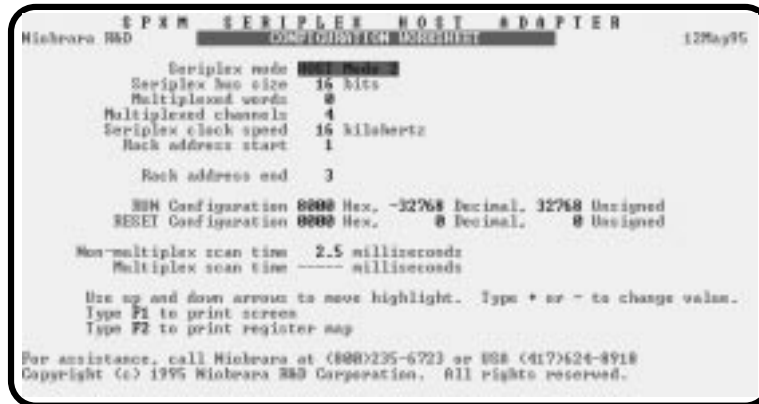 SPXM SERIPLEX HOST ADAPTER
Niobrara R&D CONFIGURATION WORKSHEET 12May95
Seriplex mode HOST Mode 2
Seriplex bus size 16 bits
Multiplexed words 0
Multiplexed channels 4
Seriplex clock speed 16 kilohertz
Rack address start 1
Rack address end 3
RUN Configuration 8000 Hex, -32768 Decimal, 32768 Unsigned
RESET Configuration 0000 Hex, 0 Decimal, 0 Unsigned
Non-multiplex scan time 2.5 milliseconds
Multiplex scan time ----- milliseconds
Use up and down arrows to move highlight. Type + or - to change value.
Type F1 to print screen
Type F2 to print register map
For assistance, call Niobrara at (800)235-6723 or USA (417)624-8918
Copyright (c) 1995 Niobrara R&D Corporation. All rights reserved.